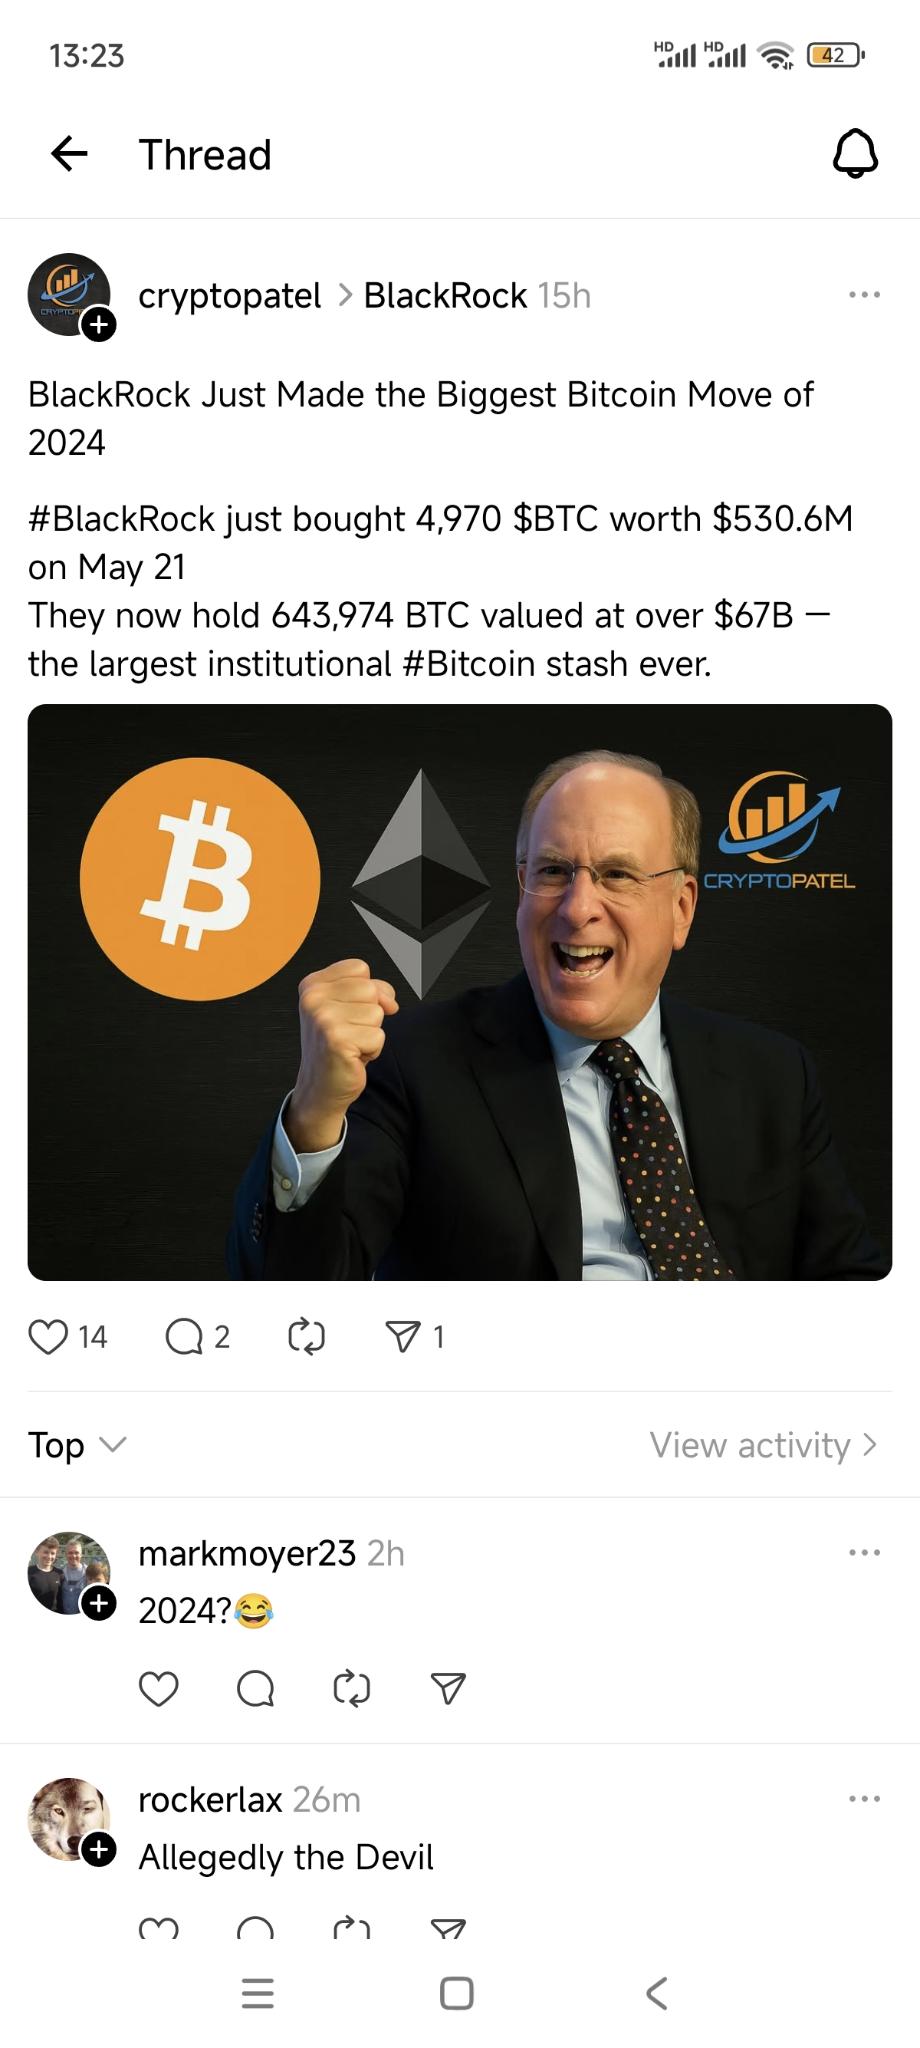 13:23
HD HD 42
Thread
cryptopatel > BlackRock 15h
BlackRock Just Made the Biggest Bitcoin Move of
2024
#BlackRock just bought 4,970 $BTC worth $530.6M
on May 21
They now hold 643,974 BTC valued at over $67B —
the largest institutional #Bitcoin stash ever.
CRYPTOPATEL
14 2 1
Top View activity >
markmoyer23 2h
2024?😂
rockerlax 26m
Allegedly the Devil